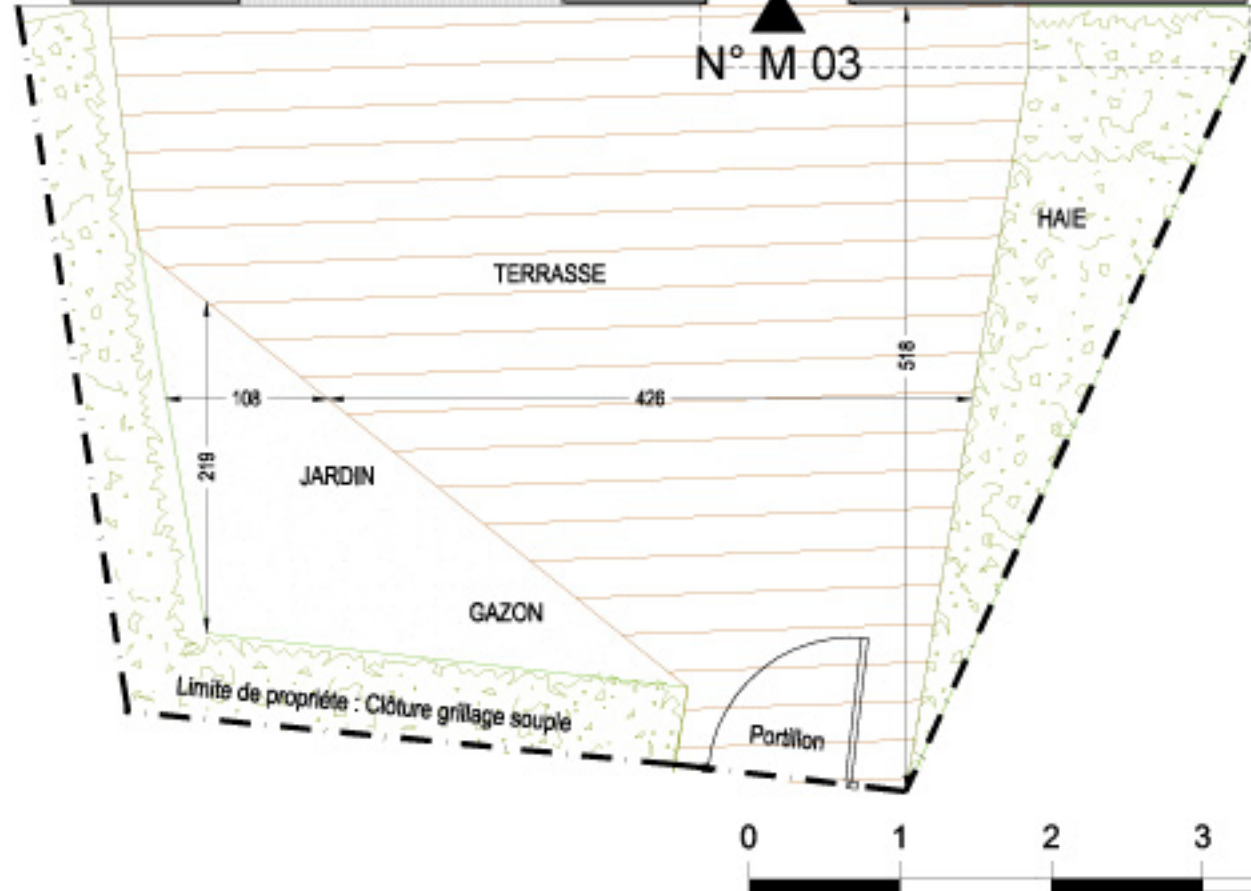 N° M 03
HAIE
TERRASSE
518
108
426
219
JARDIN
GAZON
Limite de propriéte : Clôture grillage souple
Portillon
0 1 2 3